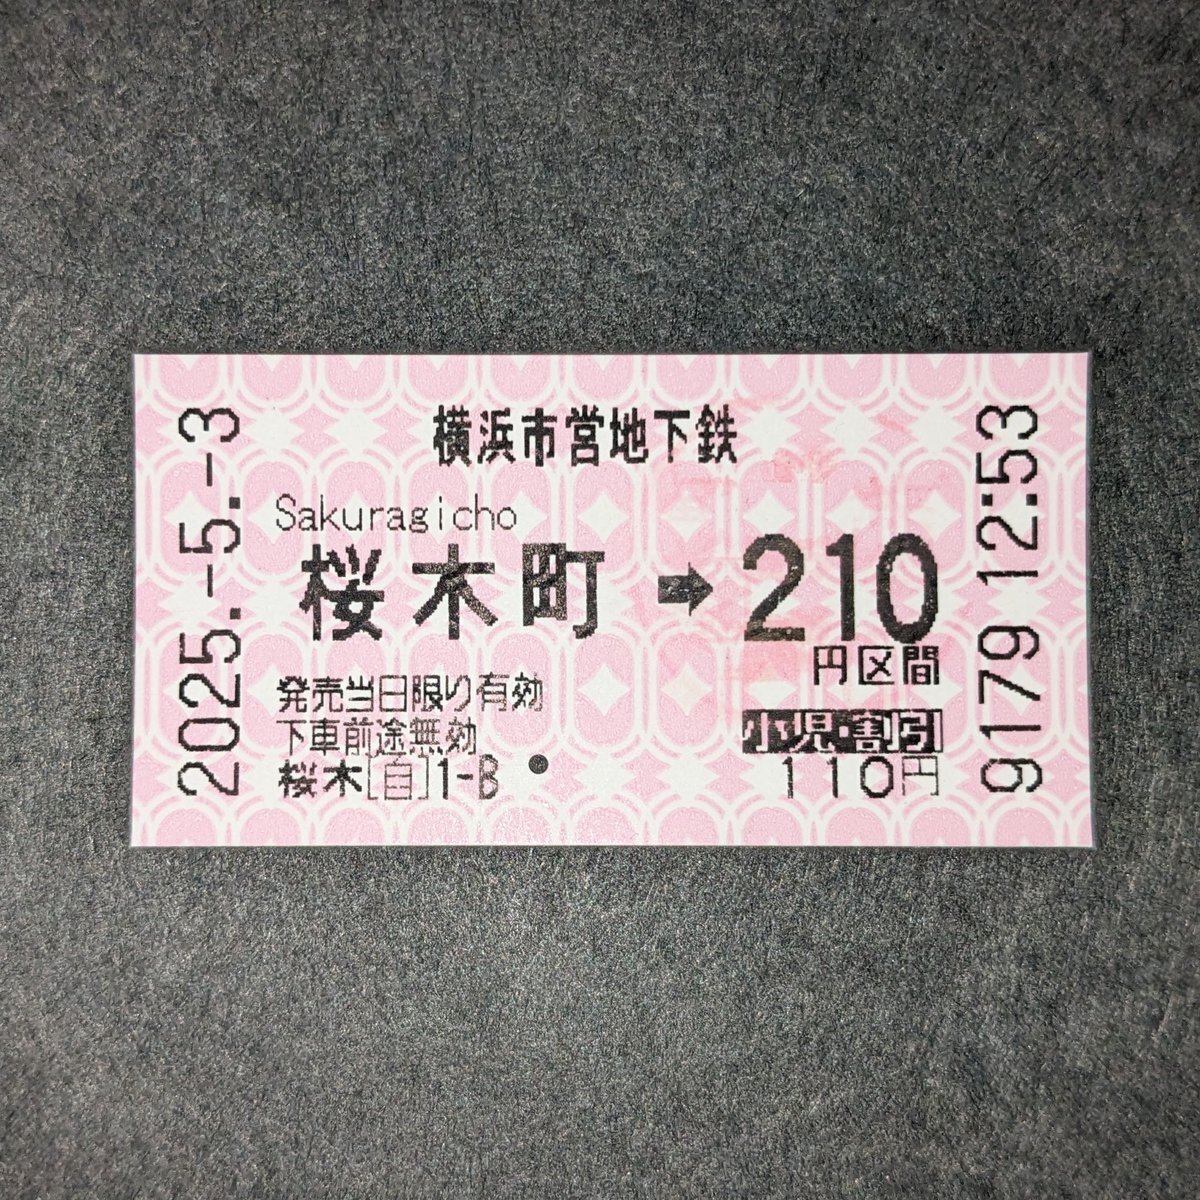 横浜市営地下鉄
Sakuragicho
桜木町➡210
円区間
発売当日限り有効
下車前途無効
桜木[自]1-B
小児・割引
110円
2025.-5.-3
9179 12:53